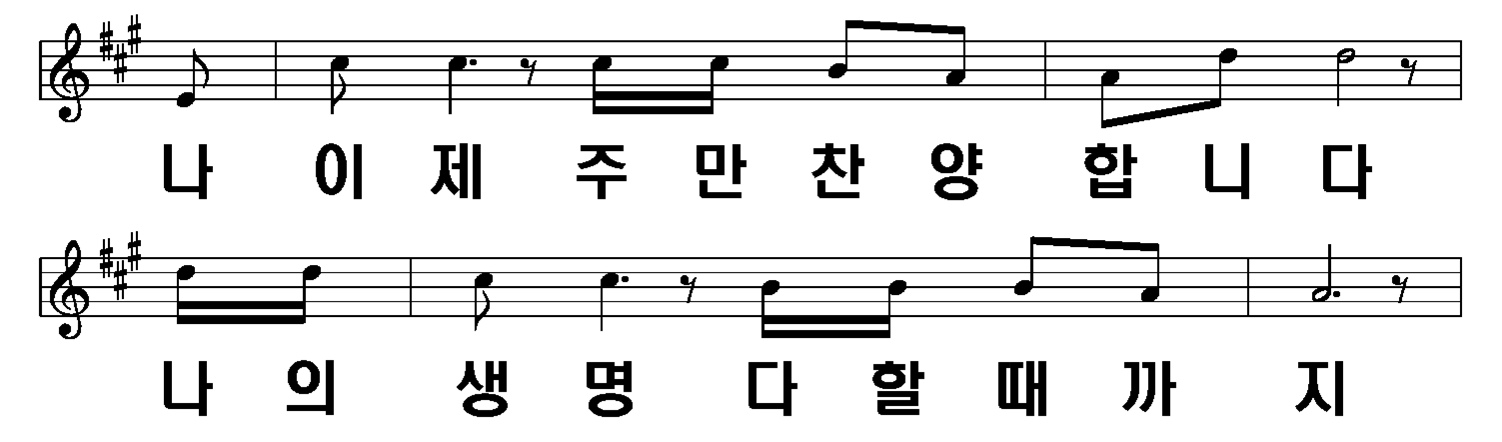 나 이 제 주 만 찬 양 합 니 다
나 의 생 명 다 할 때 까 지